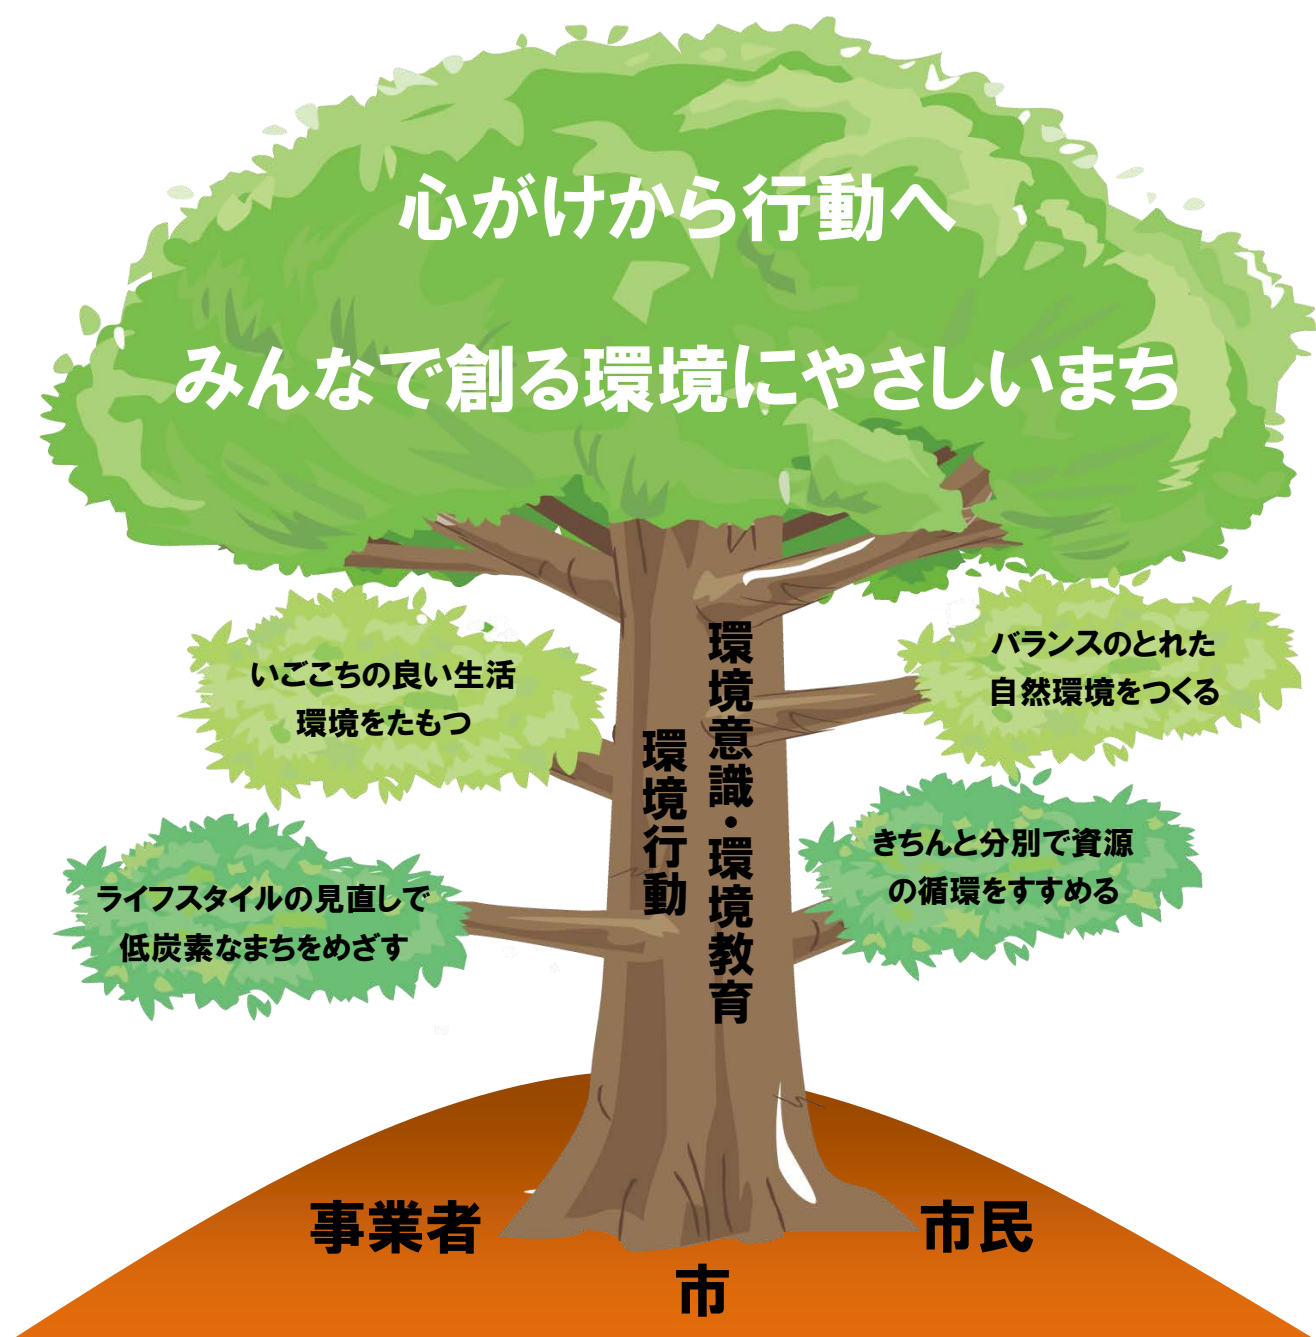 心がけから行動へ
みんなで創る環境にやさしいまち
いごこちの良い生活
環境をたもつ
バランスのとれた
自然環境をつくる
ライフスタイルの見直しで
低炭素なまちをめざす
きちんと分別で資源
の循環をすすめる
環境意識・環境教育
環境行動
事業者
市
市民